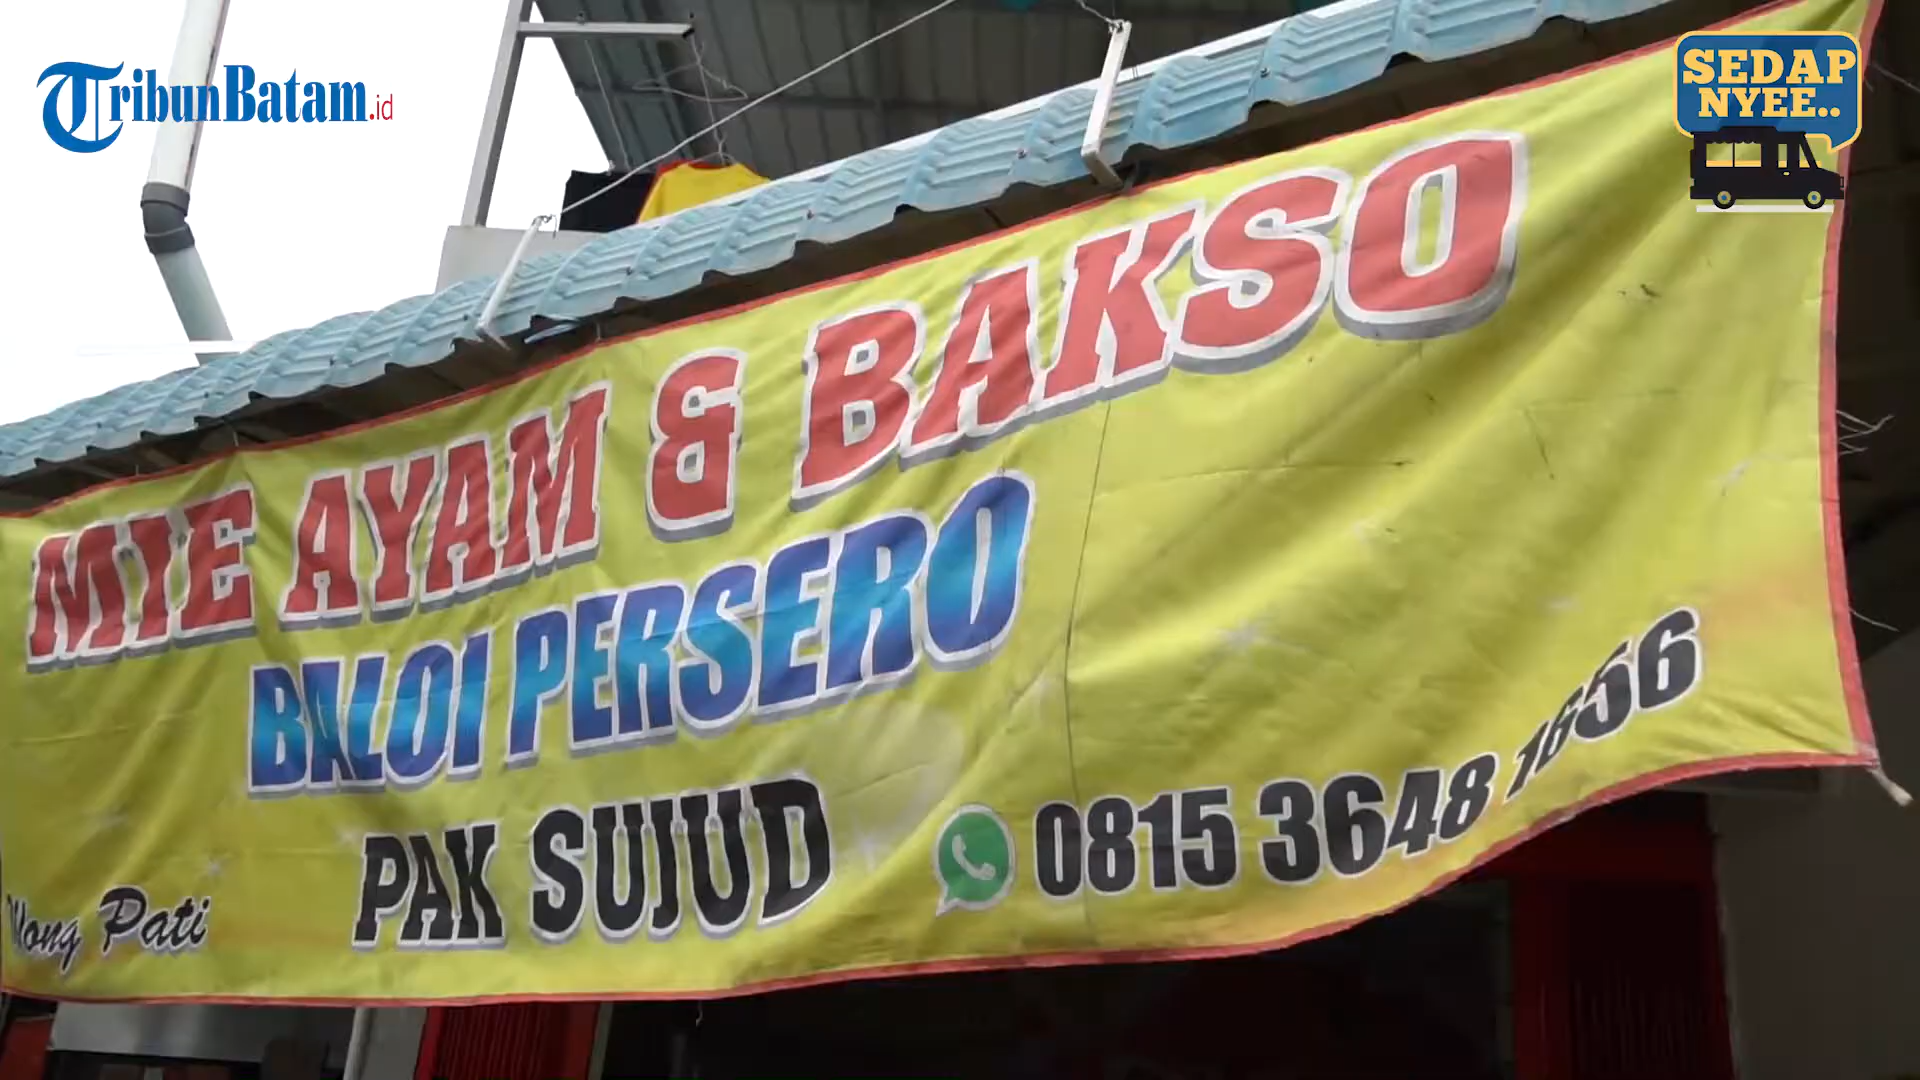 TribunBatam.id
SEDAP
NYEE..
MIE AYAM & BAKSO
BALOI PERSERO
PAK SUJUD
0815 3648 1656
Wong Pati